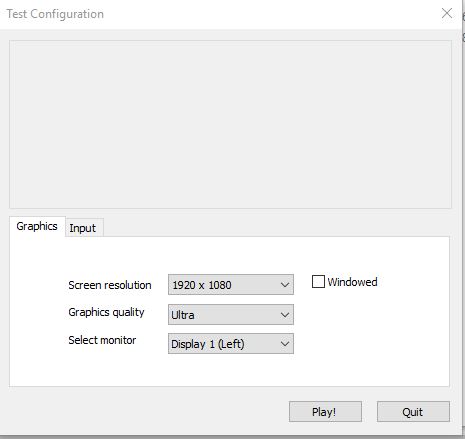 Test Configuration
Graphics Input
Screen resolution 1920 x 1080 Windowed
Graphics quality Ultra
Select monitor Display 1 (Left)
Play! Quit